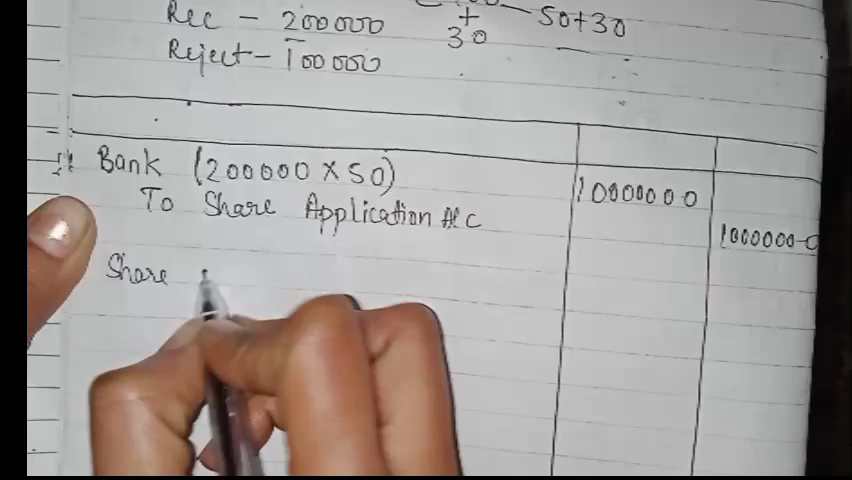 Rec - 200000
+ 50+30
30
Reject - 100000
Bank (200000 x 50) 10000000
To Share Application A/c
1000000-0
Share